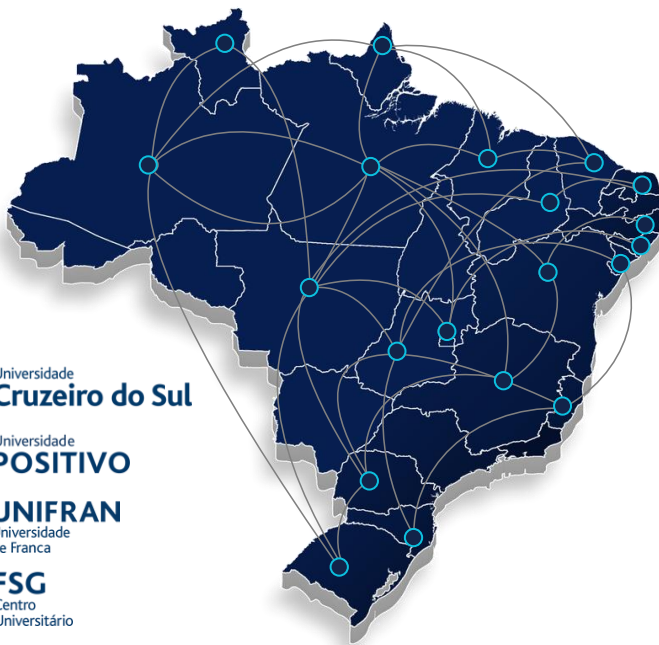 Universidade
Cruzeiro do Sul
Universidade
POSITIVO
UNIFRAN
Universidade
de Franca
FSG
Centro
Universitário